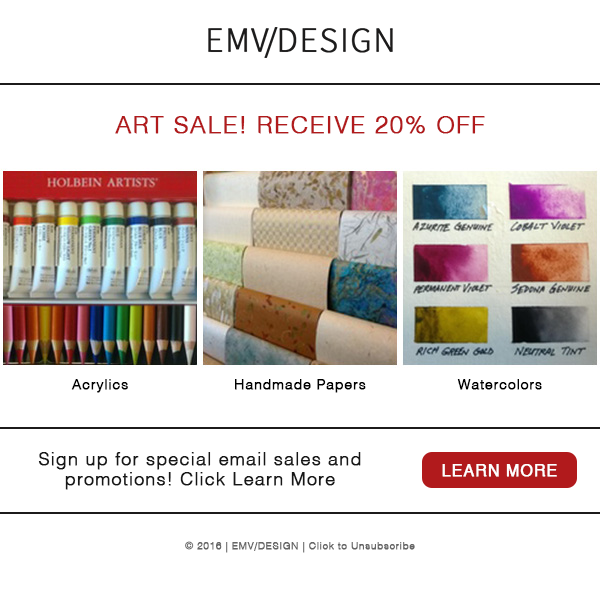 EMV/DESIGN
ART SALE! RECEIVE 20% OFF
HOLBEIN ARTISTS'
AZURITE GENUINE
COBALT VIOLET
PERMANENT VIOLET
SEDONA GENUINE
RICH GREEN GOLD
NEUTRAL TINT
Acrylics
Handmade Papers
Watercolors
Sign up for special email sales and
promotions! Click Learn More
LEARN MORE
© 2016 | EMV/DESIGN | Click to Unsubscribe